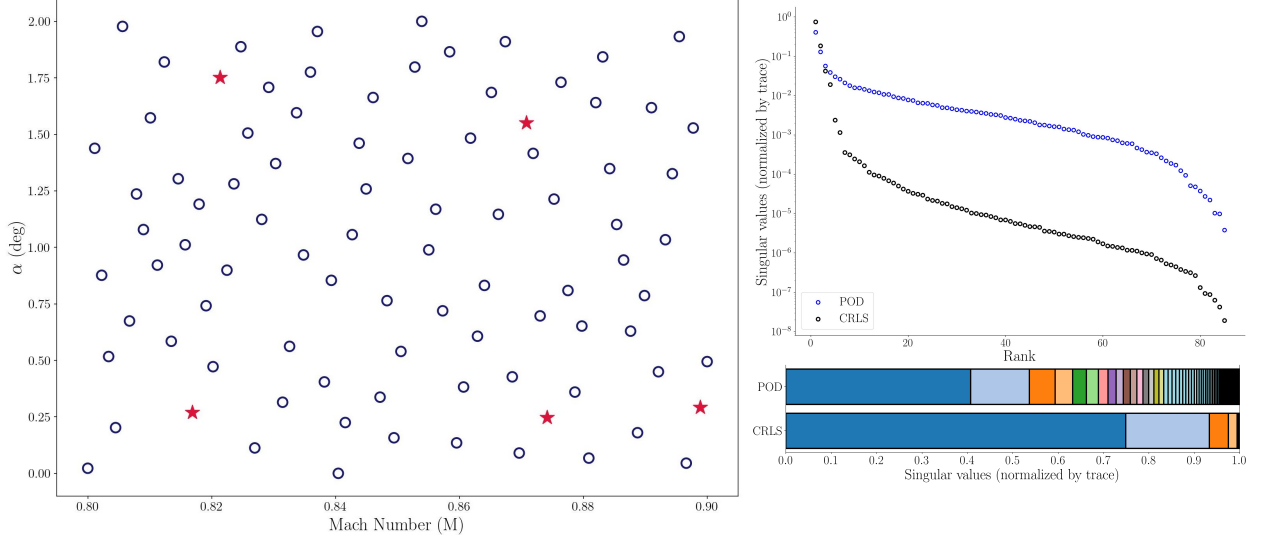 2.00
1.75
1.50
1.25
1.00
0.75
0.50
0.25
0.00
α (deg)
0.80 0.82 0.84 0.86 0.88 0.90
Mach Number (M)
10⁰
10⁻¹
10⁻²
10⁻³
10⁻⁴
10⁻⁵
10⁻⁶
10⁻⁷
10⁻⁸
Singular values (normalized by trace)
POD
CRLS
0 20 40 60 80
Rank
POD
CRLS
0.0 0.1 0.2 0.3 0.4 0.5 0.6 0.7 0.8 0.9 1.0
Singular values (normalized by trace)